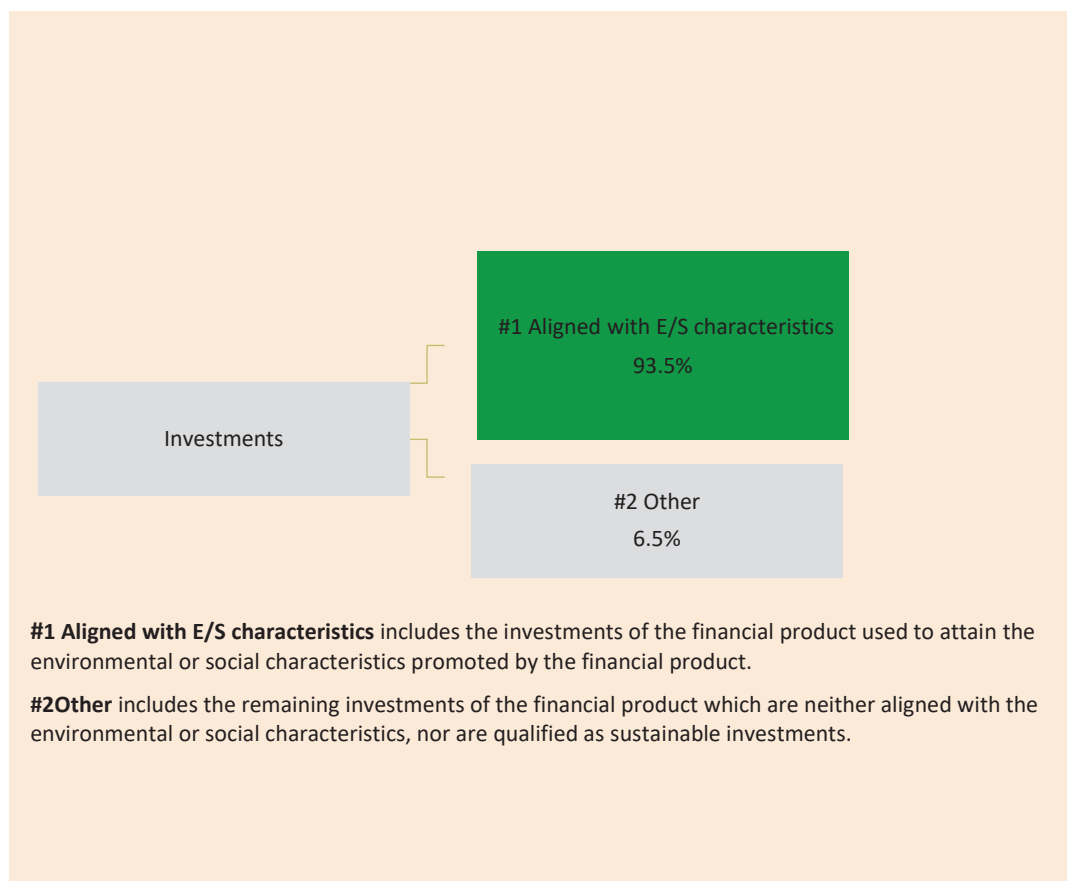 #1 Aligned with E/S characteristics
93.5%
Investments
#2 Other
6.5%
#1 Aligned with E/S characteristics includes the investments of the financial product used to attain the
environmental or social characteristics promoted by the financial product.
#2Other includes the remaining investments of the financial product which are neither aligned with the
environmental or social characteristics, nor are qualified as sustainable investments.